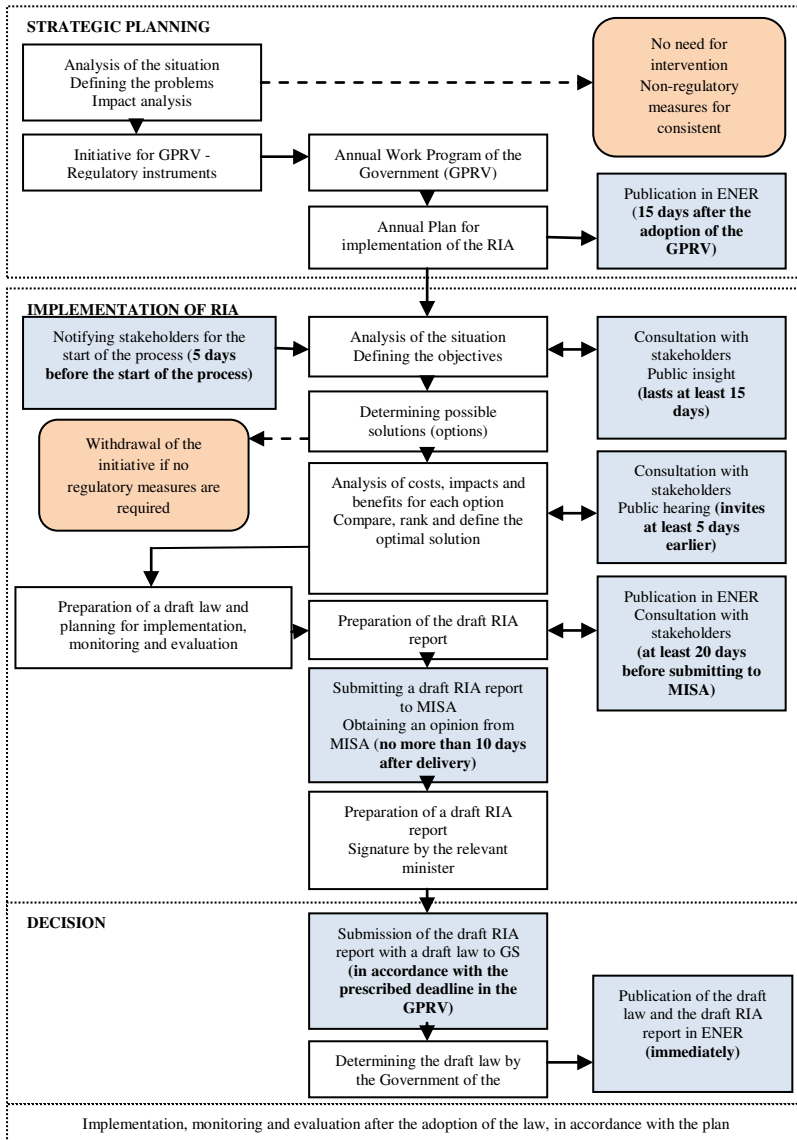 STRATEGIC PLANNING
Analysis of the situation
Defining the problems
Impact analysis
No need for
intervention
Non-regulatory
measures for
consistent
Initiative for GPRV -
Regulatory instruments
Annual Work Program of the
Government (GPRV)
Annual Plan for
implementation of the RIA
Publication in ENER
(15 days after the
adoption of the
GPRV)
IMPLEMENTATION OF RIA
Notifying stakeholders for the
start of the process (5 days
before the start of the process)
Analysis of the situation
Defining the objectives
Consultation with
stakeholders
Public insight
(lasts at least 15
days)
Determining possible
solutions (options)
Withdrawal of the
initiative if no
regulatory measures are
required
Analysis of costs, impacts and
benefits for each option
Compare, rank and define the
optimal solution
Consultation with
stakeholders
Public hearing (invites
at least 5 days
earlier)
Preparation of a draft law and
planning for implementation,
monitoring and evaluation
Preparation of the draft RIA
report
Publication in ENER
Consultation with
stakeholders
(at least 20 days
before submitting to
MISA)
Submitting a draft RIA report
to MISA
Obtaining an opinion from
MISA (no more than 10 days
after delivery)
Preparation of a draft RIA
report
Signature by the relevant
minister
DECISION
Submission of the draft RIA
report with a draft law to GS
(in accordance with the
prescribed deadline in the
GPRV)
Determining the draft law by
the Government of the
Publication of the draft
law and the draft RIA
report in ENER
(immediately)
Implementation, monitoring and evaluation after the adoption of the law, in accordance with the plan